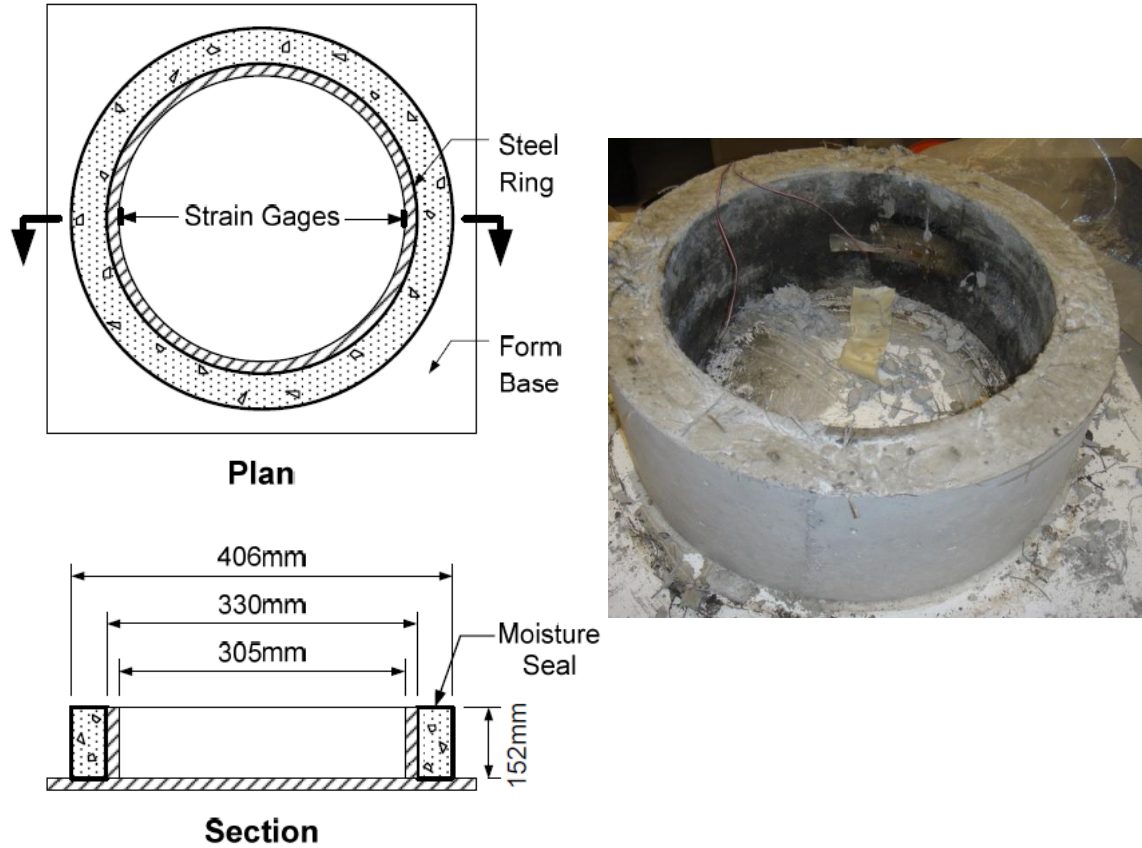 Steel
Ring
Strain Gages
Form
Base
Plan
406mm
330mm
Moisture
Seal
305mm
152mm
Section